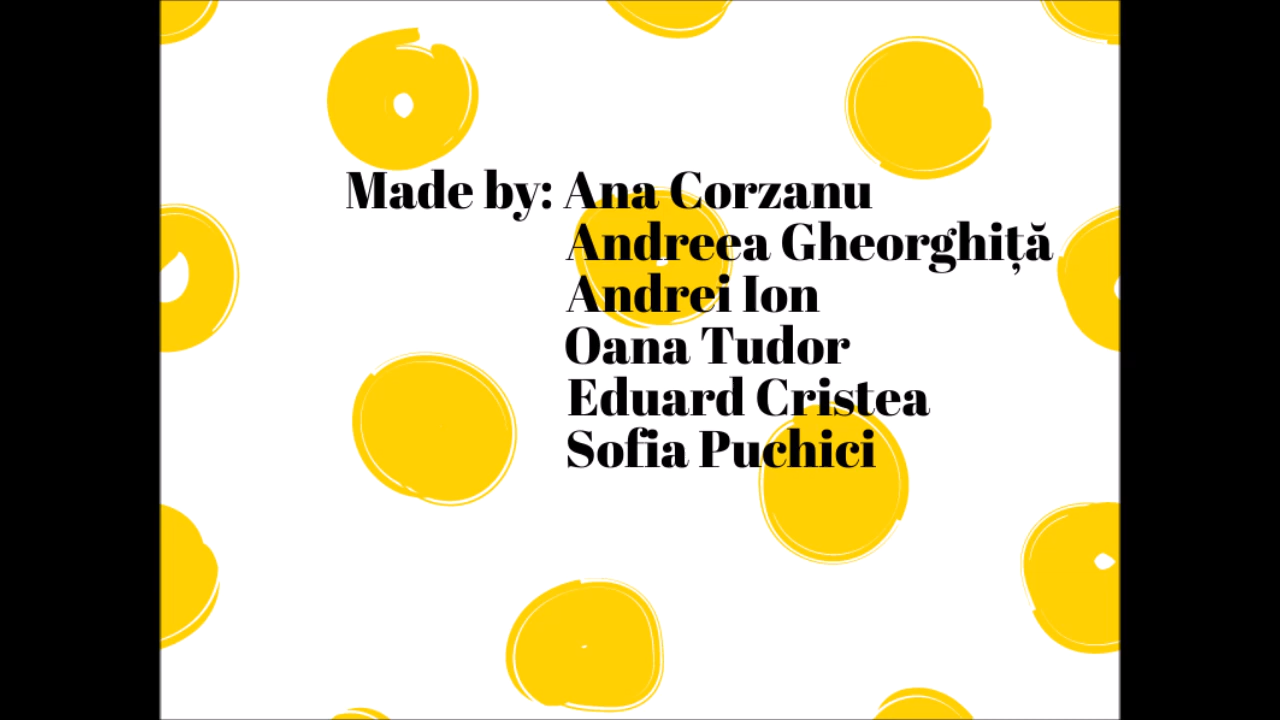 Made by: Ana Corzanu
Andreea Gheorghiță
Andrei Ion
Oana Tudor
Eduard Cristea
Sofia Puchici